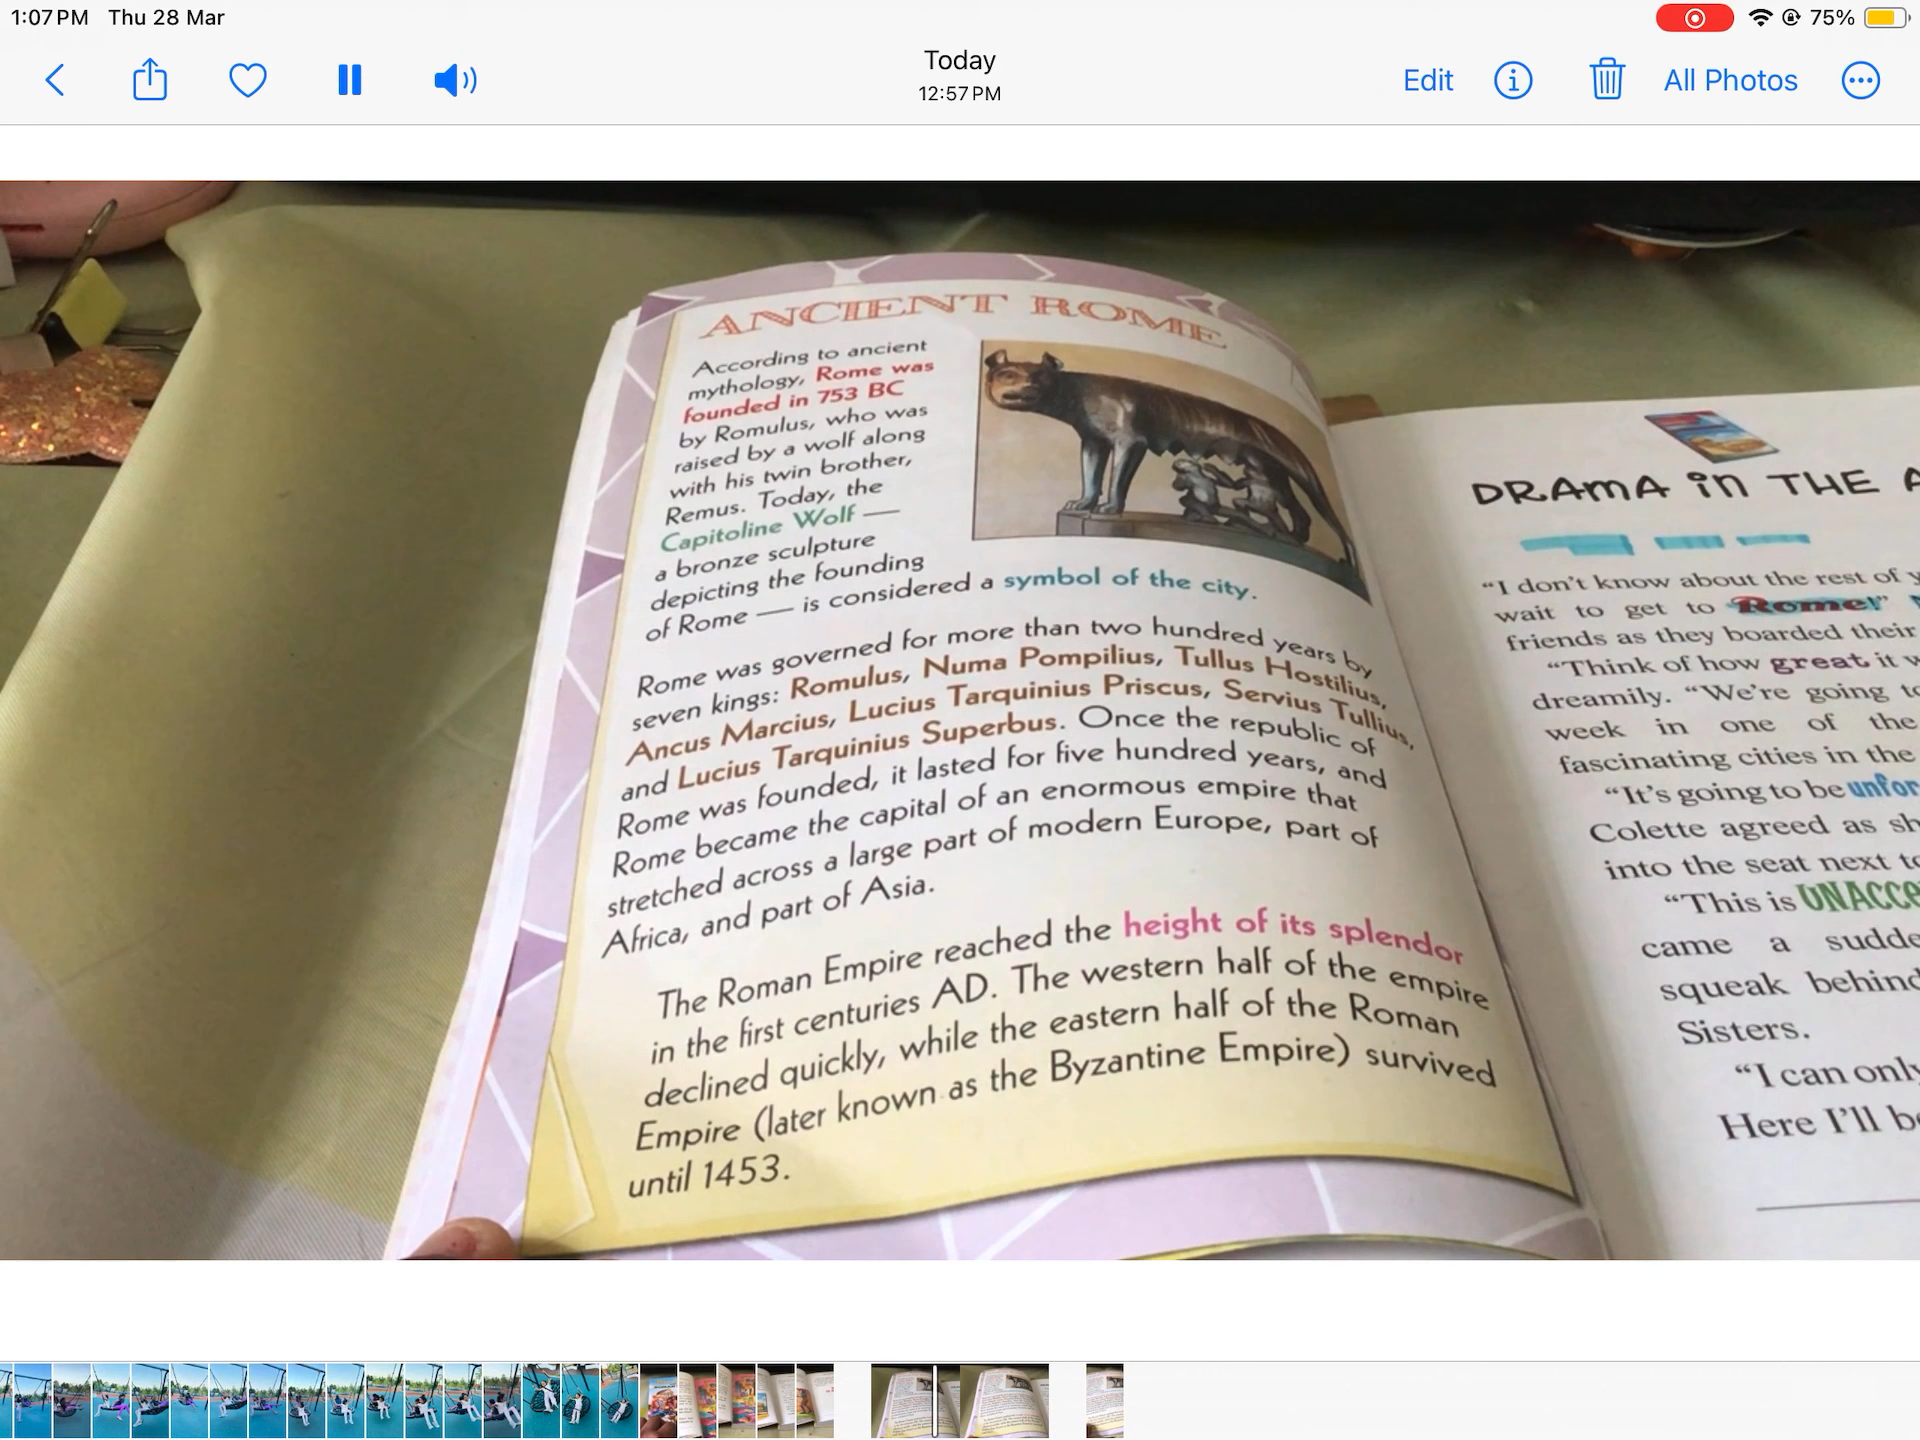 1:07 PM Thu 28 Mar
75%
Today
12:57 PM
Edit
All Photos
ANCIENT ROME
According to ancient
mythology, Rome was
founded in 753 BC
by Romulus, who was
raised by a wolf along
with his twin brother,
Remus. Today, the
Capitoline Wolf —
a bronze sculpture
depicting the founding
of Rome — is considered a symbol of the city.
Rome was governed for more than two hundred years by
seven kings: Romulus, Numa Pompilius, Tullus Hostilius,
Ancus Marcius, Lucius Tarquinius Priscus, Servius Tullius,
and Lucius Tarquinius Superbus. Once the republic of
Rome was founded, it lasted for five hundred years, and
Rome became the capital of an enormous empire that
stretched across a large part of modern Europe, part of
Africa, and part of Asia.
The Roman Empire reached the height of its splendor
in the first centuries AD. The western half of the empire
declined quickly, while the eastern half of the Roman
Empire (later known as the Byzantine Empire) survived
until 1453.
DRAMA in THE
"I don't know about the rest of
wait to get to Rome!"
friends as they boarded their
"Think of how great it
dreamily. "We're going
week in one of the
fascinating cities in the
"It's going to be unfor
Colette agreed as sh
into the seat next to
"This is UNACCE
came a sudde
squeak behind
Sisters.
"I can only
Here I'll be